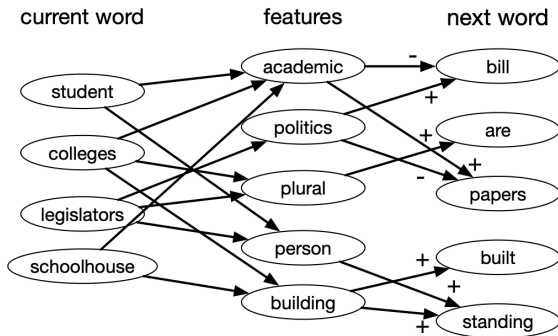 current word features next word
student academic bill
colleges politics are
legislators plural papers
schoolhouse person built
building standing
- + + + - + + +